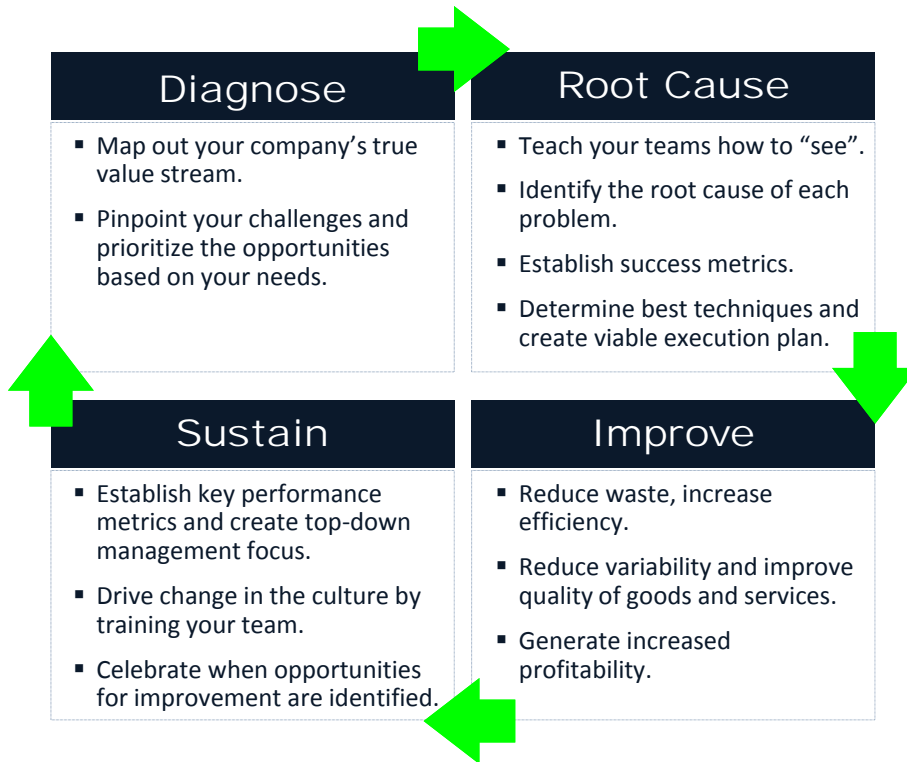 Diagnose
▪ Map out your company’s true
value stream.
▪ Pinpoint your challenges and
prioritize the opportunities
based on your needs.
Root Cause
▪ Teach your teams how to “see”.
▪ Identify the root cause of each
problem.
▪ Establish success metrics.
▪ Determine best techniques and
create viable execution plan.
Sustain
▪ Establish key performance
metrics and create top-down
management focus.
▪ Drive change in the culture by
training your team.
▪ Celebrate when opportunities
for improvement are identified.
Improve
▪ Reduce waste, increase
efficiency.
▪ Reduce variability and improve
quality of goods and services.
▪ Generate increased
profitability.